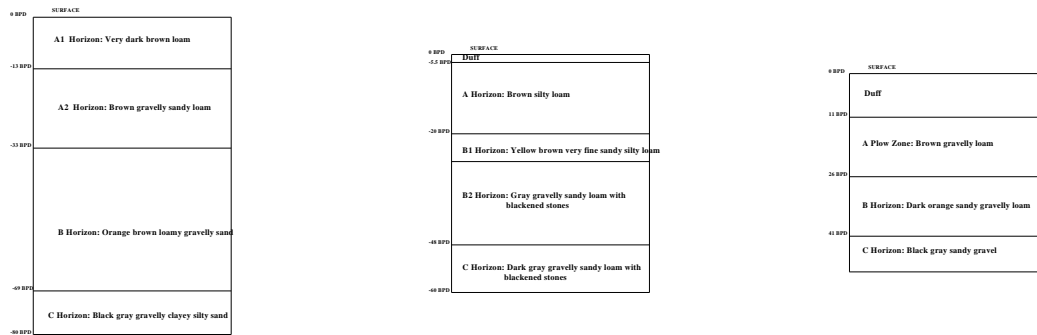 0 BPD
SURFACE
A1 Horizon: Very dark brown loam
-13 BPD
A2 Horizon: Brown gravelly sandy loam
-33 BPD
B Horizon: Orange brown loamy gravelly sand
-69 BPD
C Horizon: Black gray gravelly clayey silty sand
-80 BPD
0 BPD
SURFACE
Duff
-5.5 BPD
A Horizon: Brown silty loam
-20 BPD
B1 Horizon: Yellow brown very fine sandy silty loam
B2 Horizon: Gray gravelly sandy loam with
blackened stones
-48 BPD
C Horizon: Dark gray gravelly sandy loam with
blackened stones
-60 BPD
0 BPD
SURFACE
Duff
11 BPD
A Plow Zone: Brown gravelly loam
26 BPD
B Horizon: Dark orange sandy gravelly loam
41 BPD
C Horizon: Black gray sandy gravel